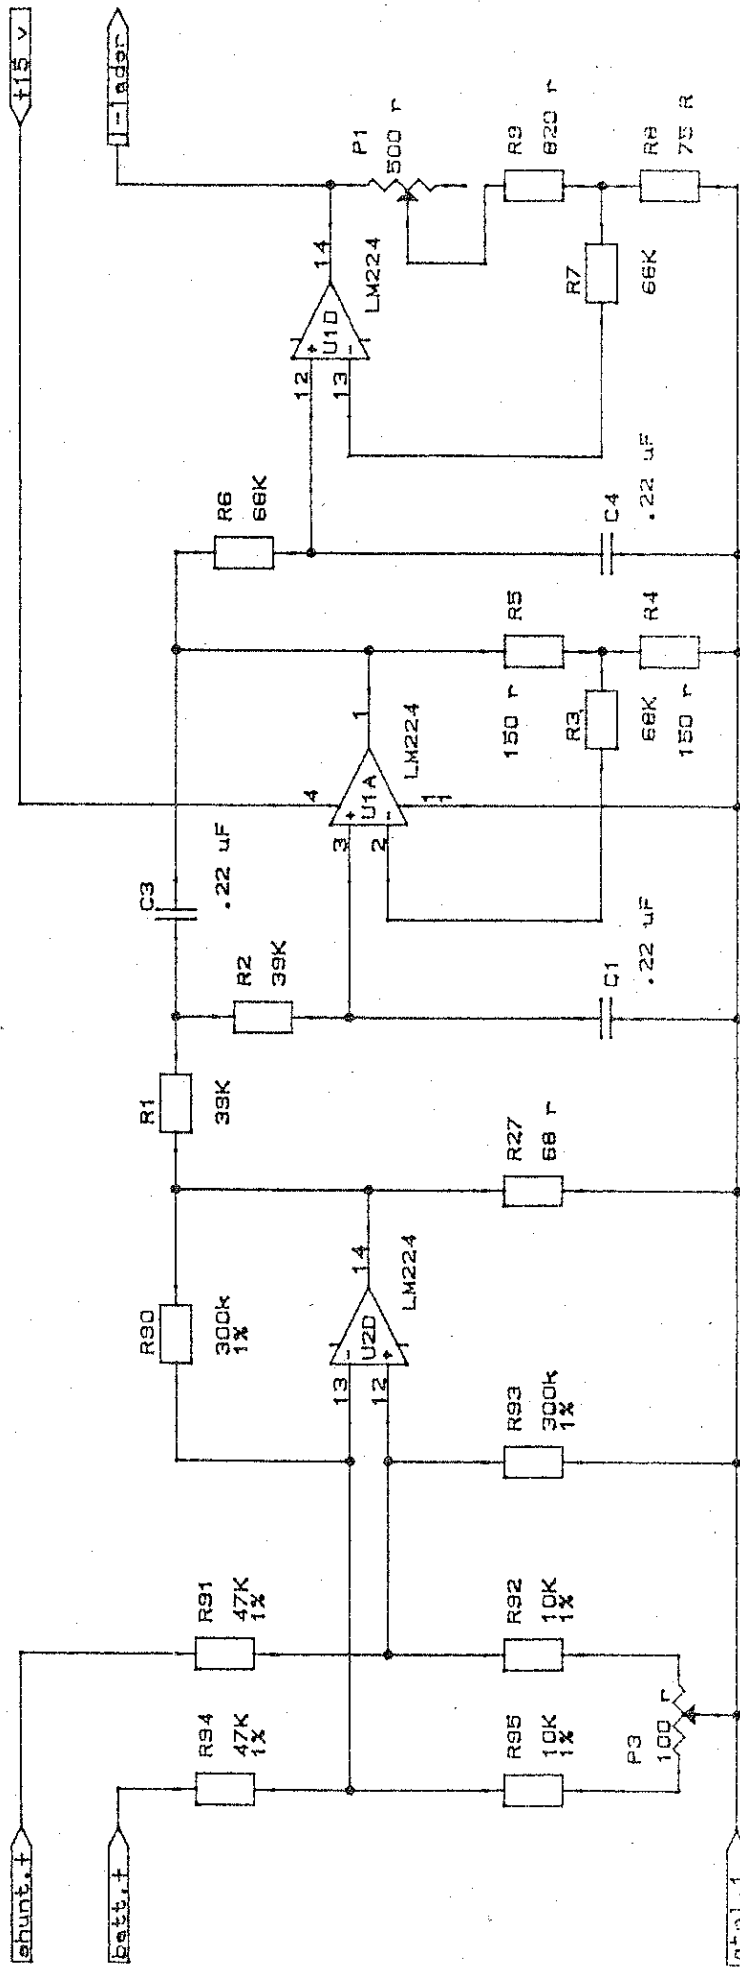 shunt.+
batt.+
R94
47K
1%
R91
47K
1%
R95
10K
1%
R92
10K
1%
P3
100 r
R93
300k
1%
R90
300k
1%
13
12
-
+
U2D
14
LM224
R27
68 r
R1
39K
R2
39K
C3
.22 uF
C1
.22 uF
3
2
+
-
U1A
4
11
1
LM224
R3
68K
R5
150 r
R4
150 r
R6
68K
C4
.22 uF
12
13
+
-
U1D
14
LM224
R7
68K
P1
500 r
R9
820 r
R8
75 R
+15 v
I-lador